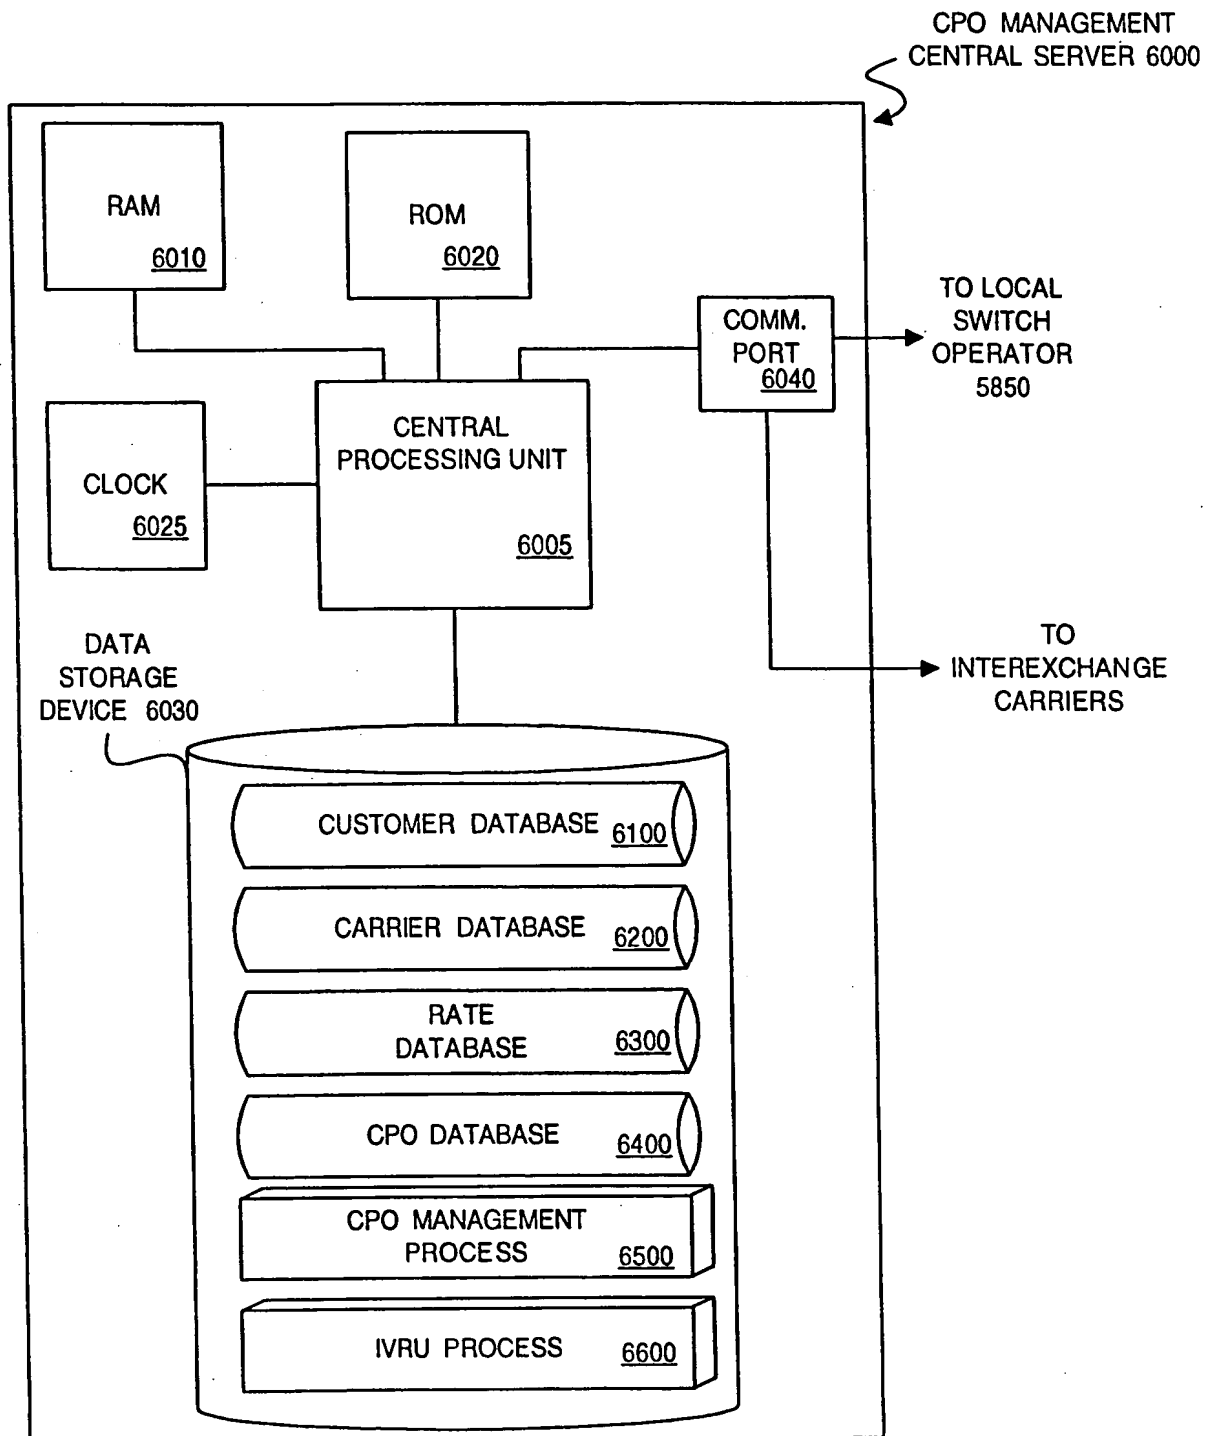 CPO MANAGEMENT
CENTRAL SERVER 6000
RAM
6010
ROM
6020
COMM.
PORT
6040
TO LOCAL
SWITCH
OPERATOR
5850
CLOCK
6025
CENTRAL
PROCESSING UNIT
6005
TO
INTEREXCHANGE
CARRIERS
DATA
STORAGE
DEVICE 6030
CUSTOMER DATABASE 6100
CARRIER DATABASE 6200
RATE
DATABASE 6300
CPO DATABASE 6400
CPO MANAGEMENT
PROCESS 6500
IVRU PROCESS 6600